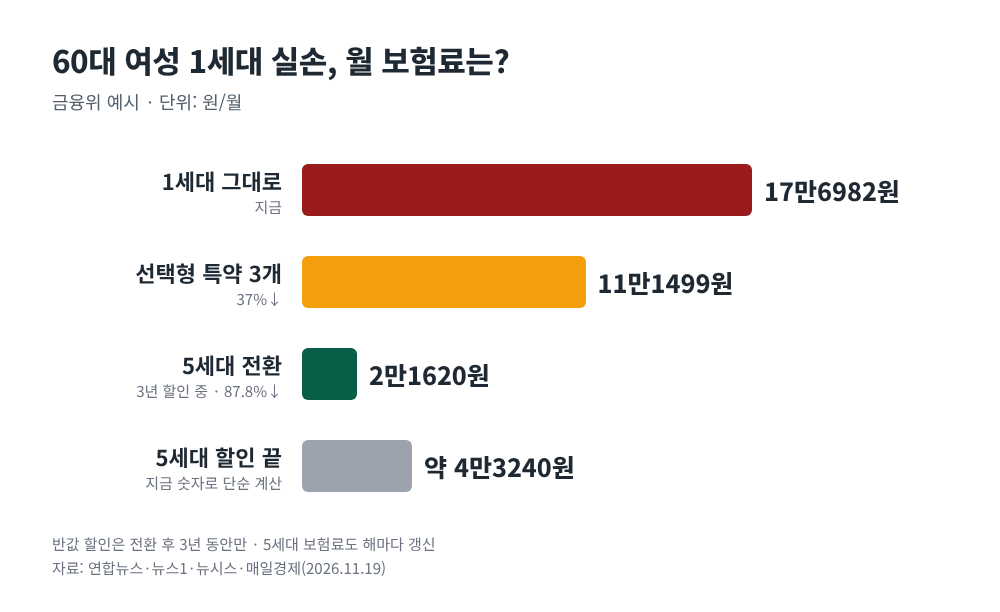 60대 여성 1세대 실손, 월 보험료는?
금융위 예시 · 단위: 원/월
1세대 그대로
지금
17만6982원
선택형 특약 3개
37%↓
11만1499원
5세대 전환
3년 할인 중 · 87.8%↓
2만1620원
5세대 할인 끝
지금 숫자로 단순 계산
약 4만3240원
반값 할인은 전환 후 3년 동안만 · 5세대 보험료도 해마다 갱신
자료: 연합뉴스·뉴스1·뉴시스·매일경제(2026.11.19)